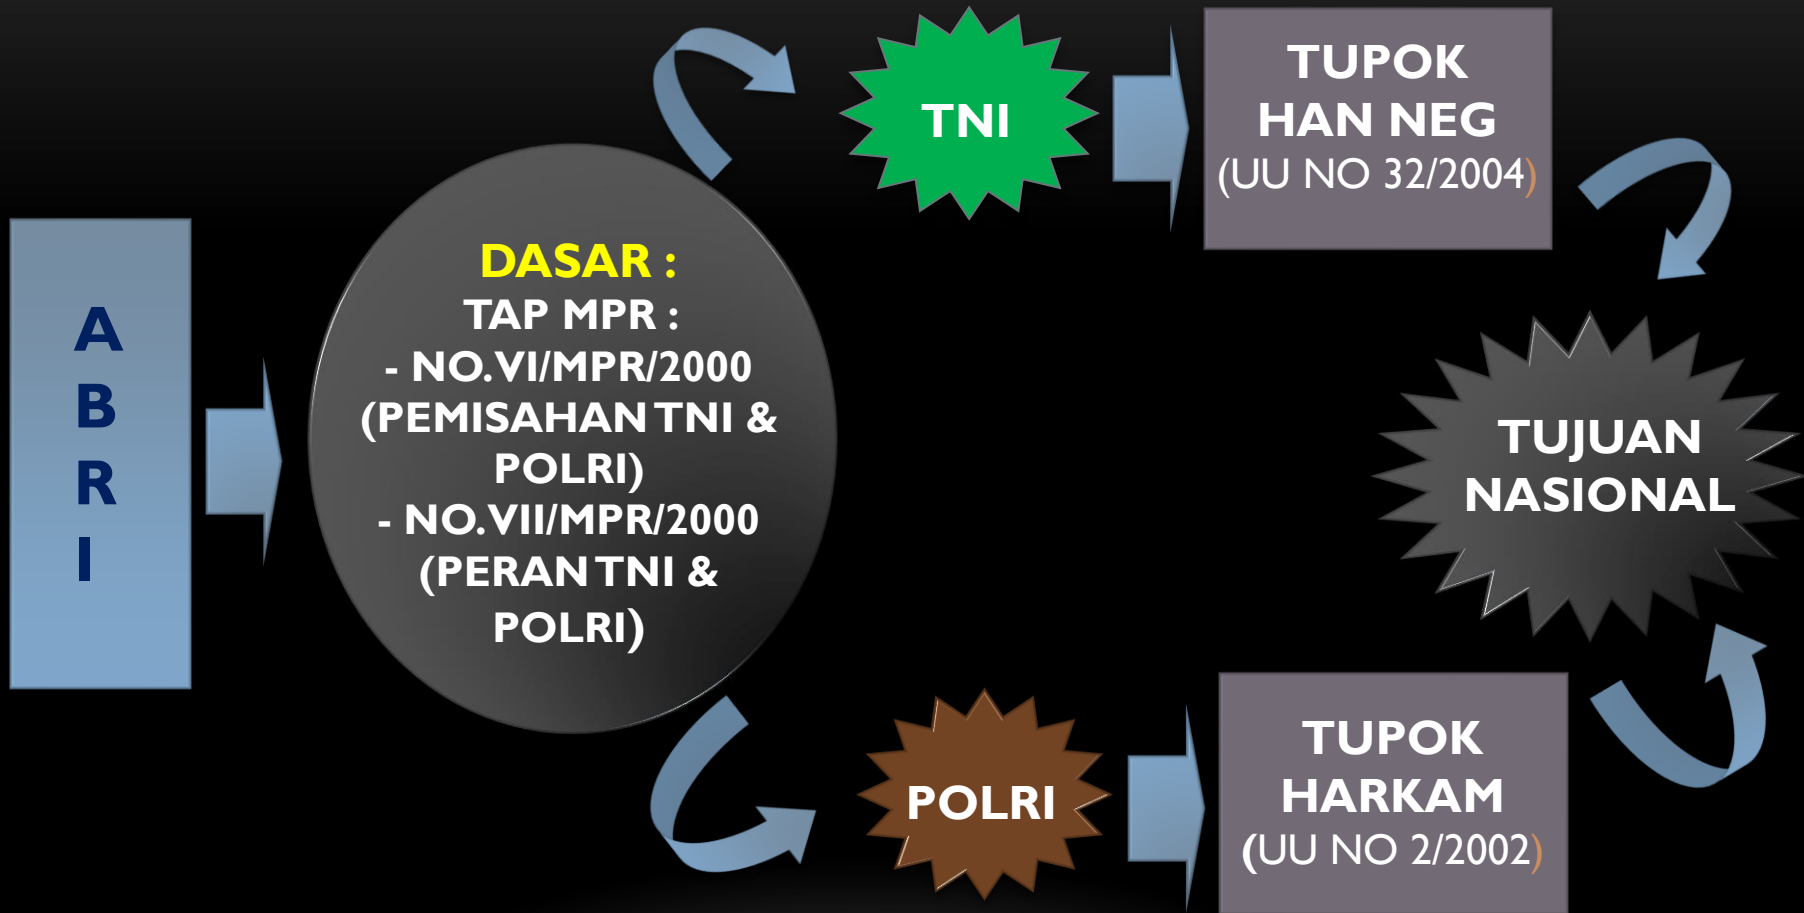 A
B
R
I
DASAR :
TAP MPR :
- NO.VI/MPR/2000
(PEMISAHAN TNI &
POLRI)
- NO.VII/MPR/2000
(PERAN TNI &
POLRI)
TNI
TUPOK
HAN NEG
(UU NO 32/2004)
POLRI
TUPOK
HARKAM
(UU NO 2/2002)
TUJUAN
NASIONAL